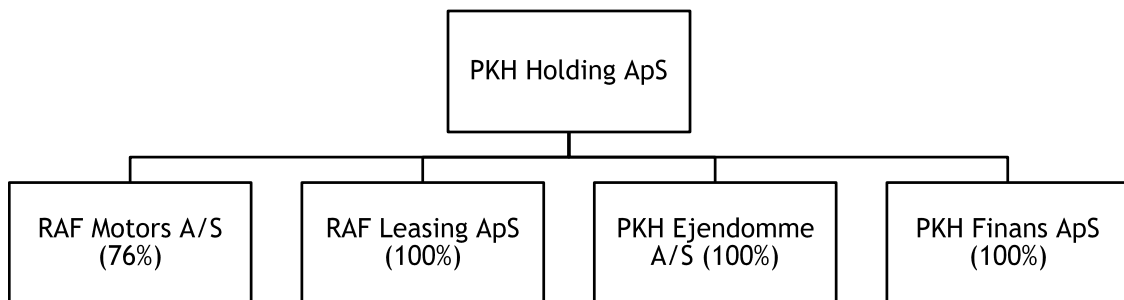 PKH Holding ApS
RAF Motors A/S
(76%)
RAF Leasing ApS
(100%)
PKH Ejendomme
A/S (100%)
PKH Finans ApS
(100%)